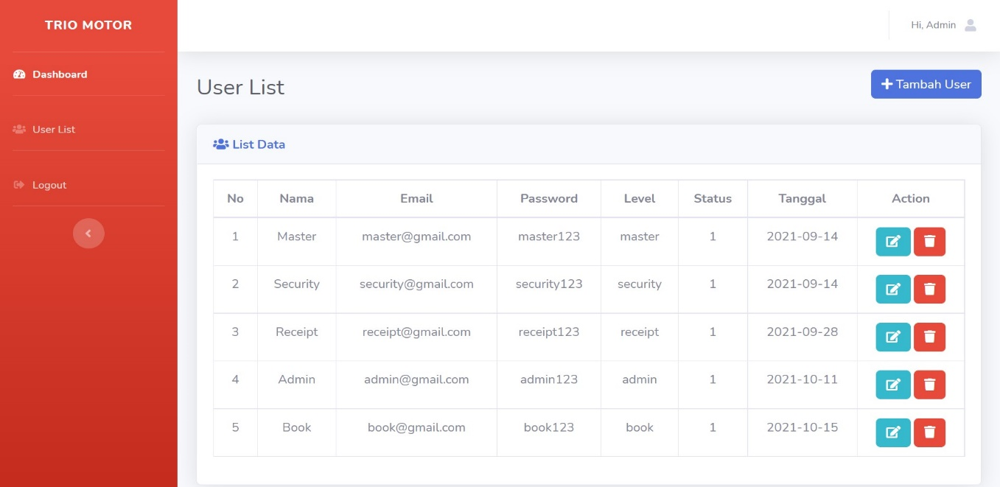 TRIO MOTOR
Hi, Admin
Dashboard
User List
Logout
User List
Tambah User
List Data
No Nama Email Password Level Status Tanggal Action
1 Master master@gmail.com master123 master 1 2021-09-14
2 Security security@gmail.com security123 security 1 2021-09-14
3 Receipt receipt@gmail.com receipt123 receipt 1 2021-09-28
4 Admin admin@gmail.com admin123 admin 1 2021-10-11
5 Book book@gmail.com book123 book 1 2021-10-15